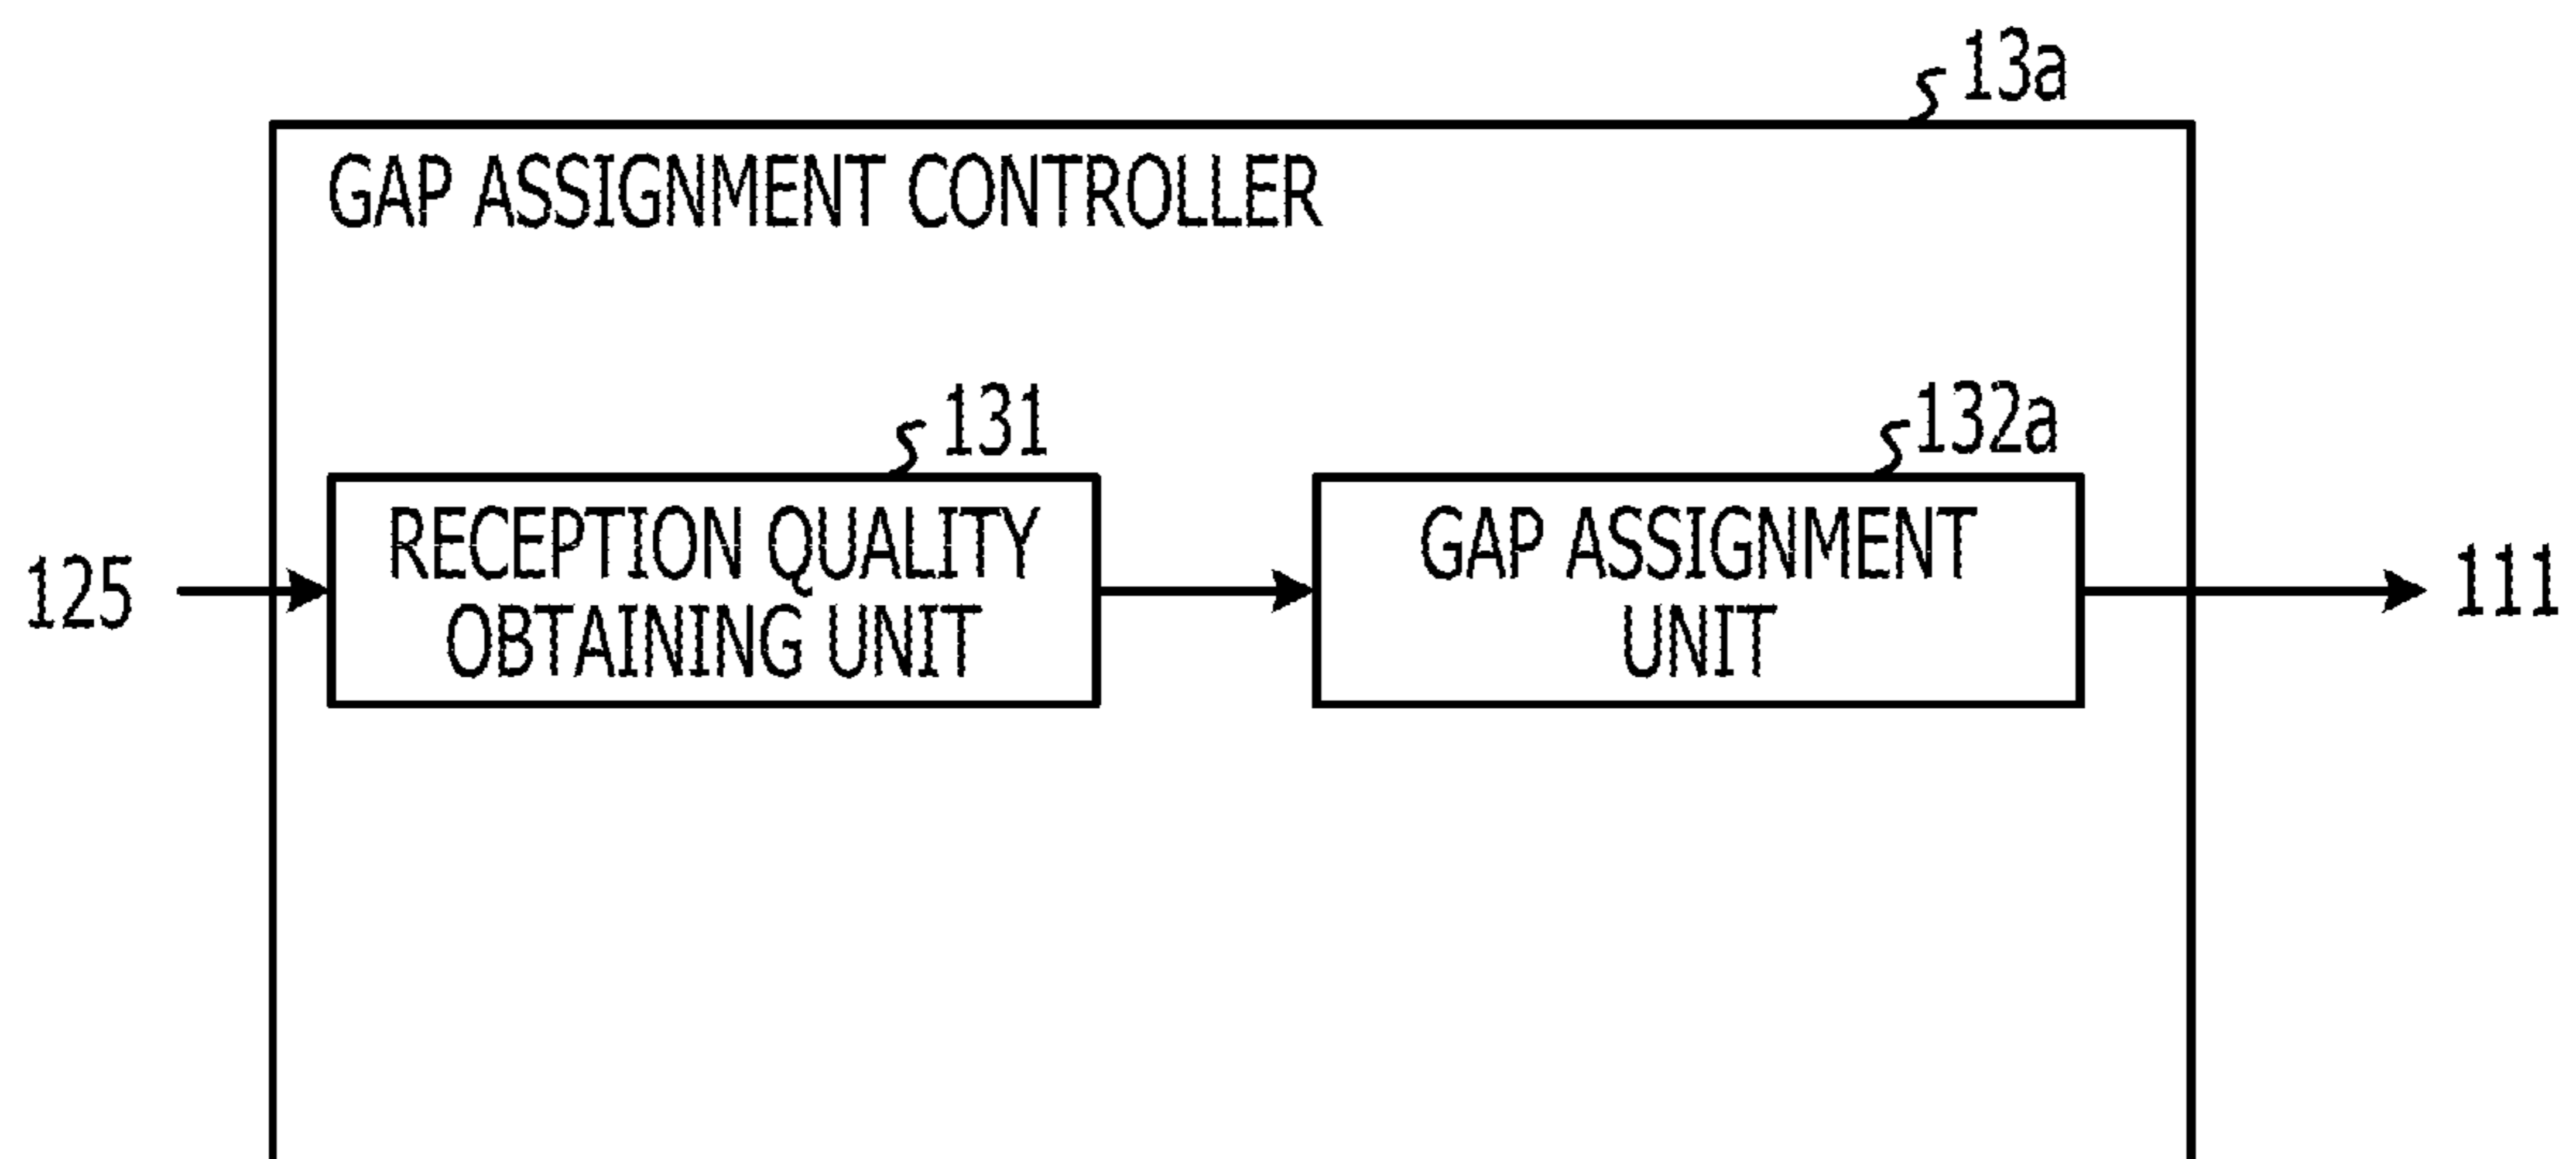 13a
GAP ASSIGNMENT CONTROLLER
131
132a
RECEPTION QUALITY
OBTAINING UNIT
GAP ASSIGNMENT
UNIT
125
111